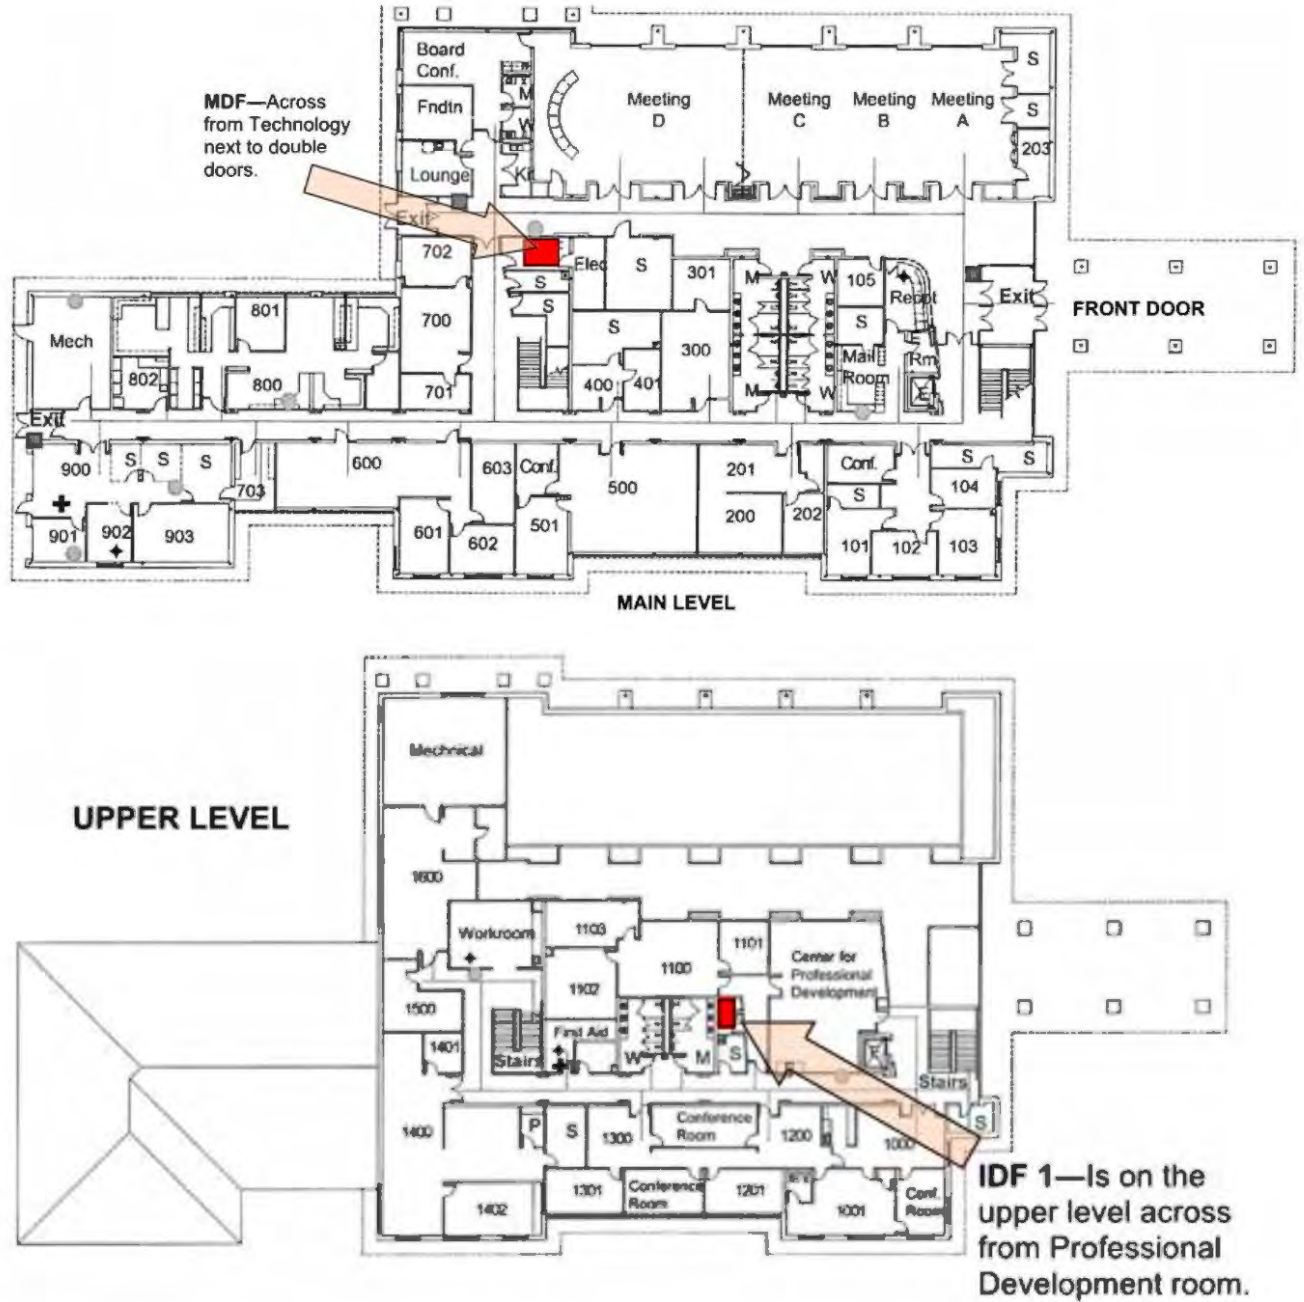 Board
Conf.
M
Fndtn
W
Lounge
Kit
MDF—Across
from Technology
next to double
doors.
Meeting
D
Meeting
C
Meeting
B
Meeting
A
S
S
203
Exit
702
Elec
S
301
M
W
105
Recpt
Exit
FRONT DOOR
S
S
S
Mech
801
802
800
700
701
400
401
300
S
Mail
Room
Rm
E
M
W
Exit
900
S
S
S
703
600
603
Conf.
500
201
200
202
Conf.
S
S
S
104
901
902
903
601
602
501
101
102
103
MAIN LEVEL
Mechnical
UPPER LEVEL
1600
Workroom
1103
1101
Center for
Professional
Development
1100
1102
1500
1401
First Aid
Stairs
W
M
S
E
Stairs
S
1400
P
S
1300
Conference
Room
1200
1000
1402
1301
Conference
Room
1201
1001
Conf.
Room
IDF 1—Is on the
upper level across
from Professional
Development room.